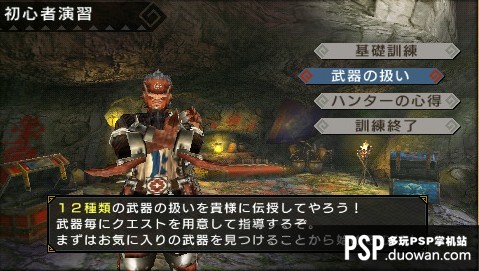 初心者演習
基礎訓練
武器の扱い
ハンターの心得
訓練終了
12種類の武器の扱いを貴様に伝授してやろう！
武器毎にクエストを用意して指導するぞ。
まずはお気に入りの武器を見つけることから
PSP 多玩PSP掌机站
.duowan.com